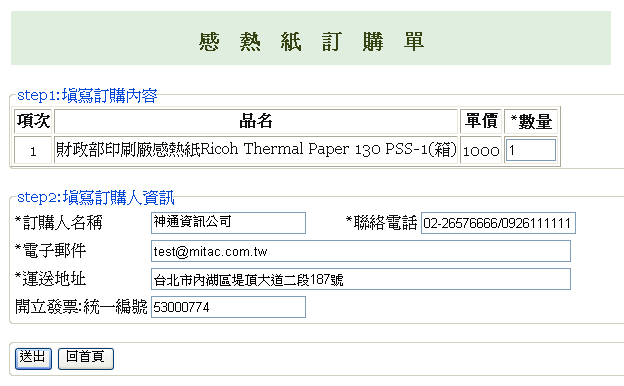 感 熱 紙 訂 購 單
step1:填寫訂購內容
項次 品名 單價 *數量
1 財政部印刷廠感熱紙Ricoh Thermal Paper 130 PSS-1(箱) 1000 1
step2:填寫訂購人資訊
*訂購人名稱 神通資訊公司 *聯絡電話 02-26576666/0926111111
*電子郵件 test@mitac.com.tw
*運送地址 台北市內湖區堤頂大道二段187號
開立發票:統一編號 53000774
送出 回首頁